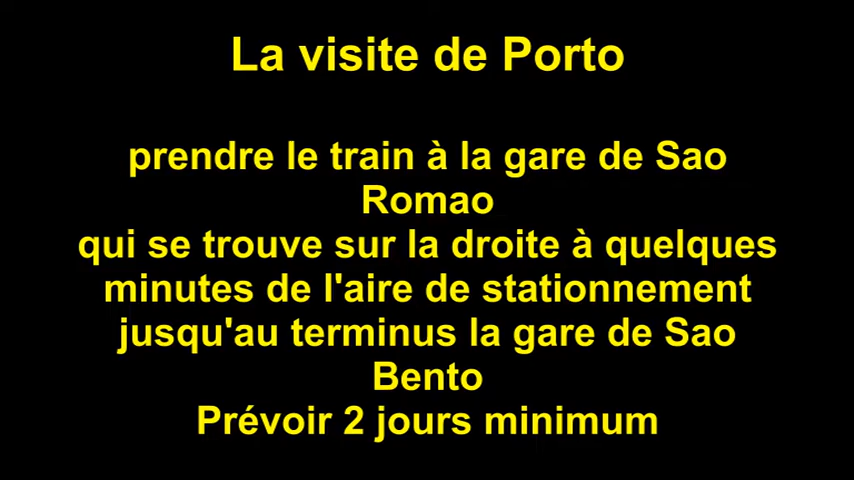 La visite de Porto
prendre le train à la gare de Sao
Romao
qui se trouve sur la droite à quelques
minutes de l'aire de stationnement
jusqu'au terminus la gare de Sao
Bento
Prévoir 2 jours minimum